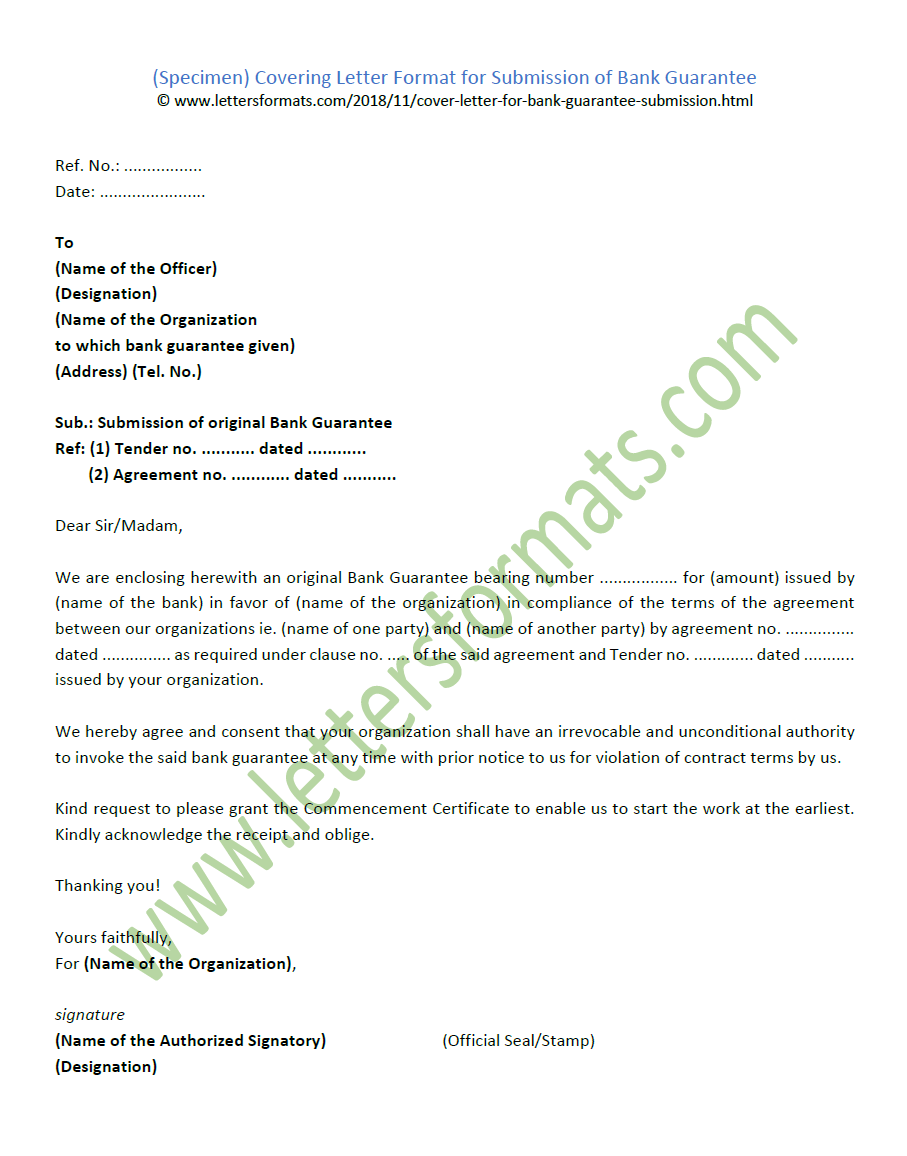 (Specimen) Covering Letter Format for Submission of Bank Guarantee
© www.lettersformats.com/2018/11/cover-letter-for-bank-guarantee-submission.html
Ref. No.: .................
Date: .......................
To
(Name of the Officer)
(Designation)
(Name of the Organization
to which bank guarantee given)
(Address) (Tel. No.)
Sub.: Submission of original Bank Guarantee
Ref: (1) Tender no. ........... dated ............
(2) Agreement no. ............ dated ...........
Dear Sir/Madam,
We are enclosing herewith an original Bank Guarantee bearing number ................. for (amount) issued by
(name of the bank) in favor of (name of the organization) in compliance of the terms of the agreement
between our organizations ie. (name of one party) and (name of another party) by agreement no. ...............
dated ............... as required under clause no. ..... of the said agreement and Tender no. ............. dated ...........
issued by your organization.
We hereby agree and consent that your organization shall have an irrevocable and unconditional authority
to invoke the said bank guarantee at any time with prior notice to us for violation of contract terms by us.
Kind request to please grant the Commencement Certificate to enable us to start the work at the earliest.
Kindly acknowledge the receipt and oblige.
Thanking you!
Yours faithfully,
For (Name of the Organization),
signature
(Name of the Authorized Signatory) (Official Seal/Stamp)
(Designation)
www.lettersformats.com